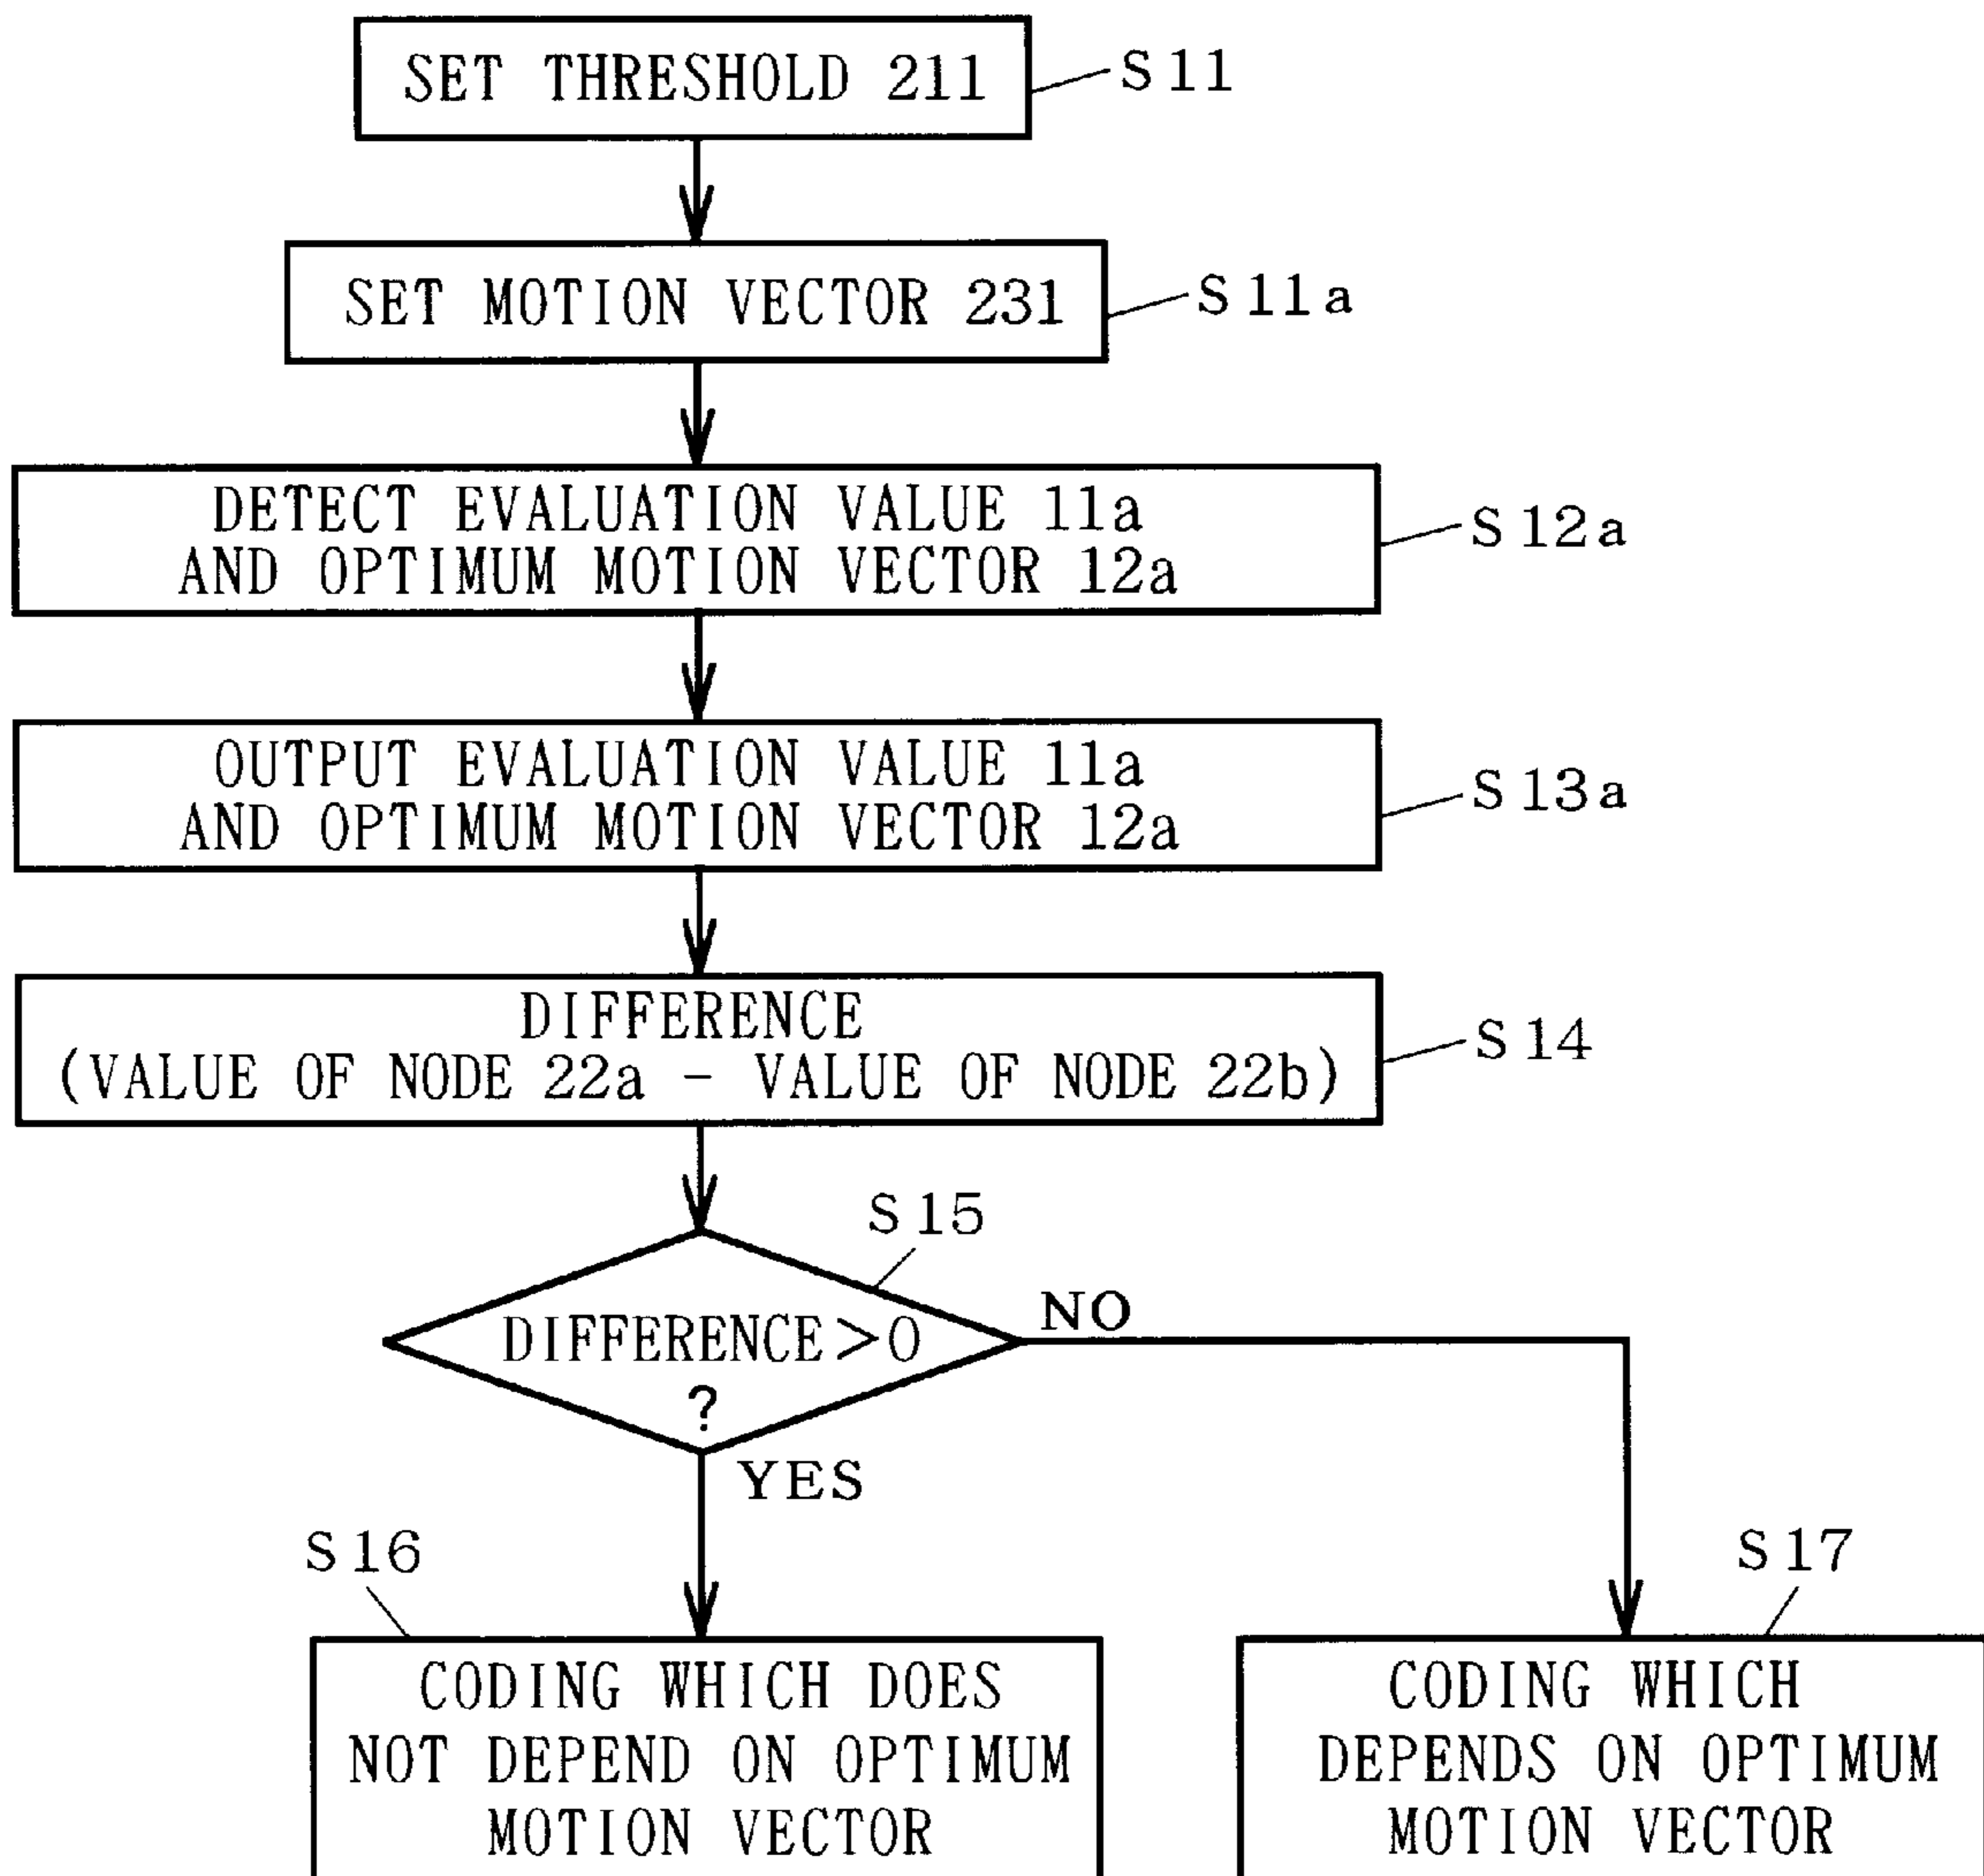 SET THRESHOLD 211
S11
SET MOTION VECTOR 231
S11a
DETECT EVALUATION VALUE 11a
AND OPTIMUM MOTION VECTOR 12a
S12a
OUTPUT EVALUATION VALUE 11a
AND OPTIMUM MOTION VECTOR 12a
S13a
DIFFERENCE
(VALUE OF NODE 22a - VALUE OF NODE 22b)
S14
S15
DIFFERENCE>0
?
NO
YES
S16
CODING WHICH DOES
NOT DEPEND ON OPTIMUM
MOTION VECTOR
S17
CODING WHICH
DEPENDS ON OPTIMUM
MOTION VECTOR